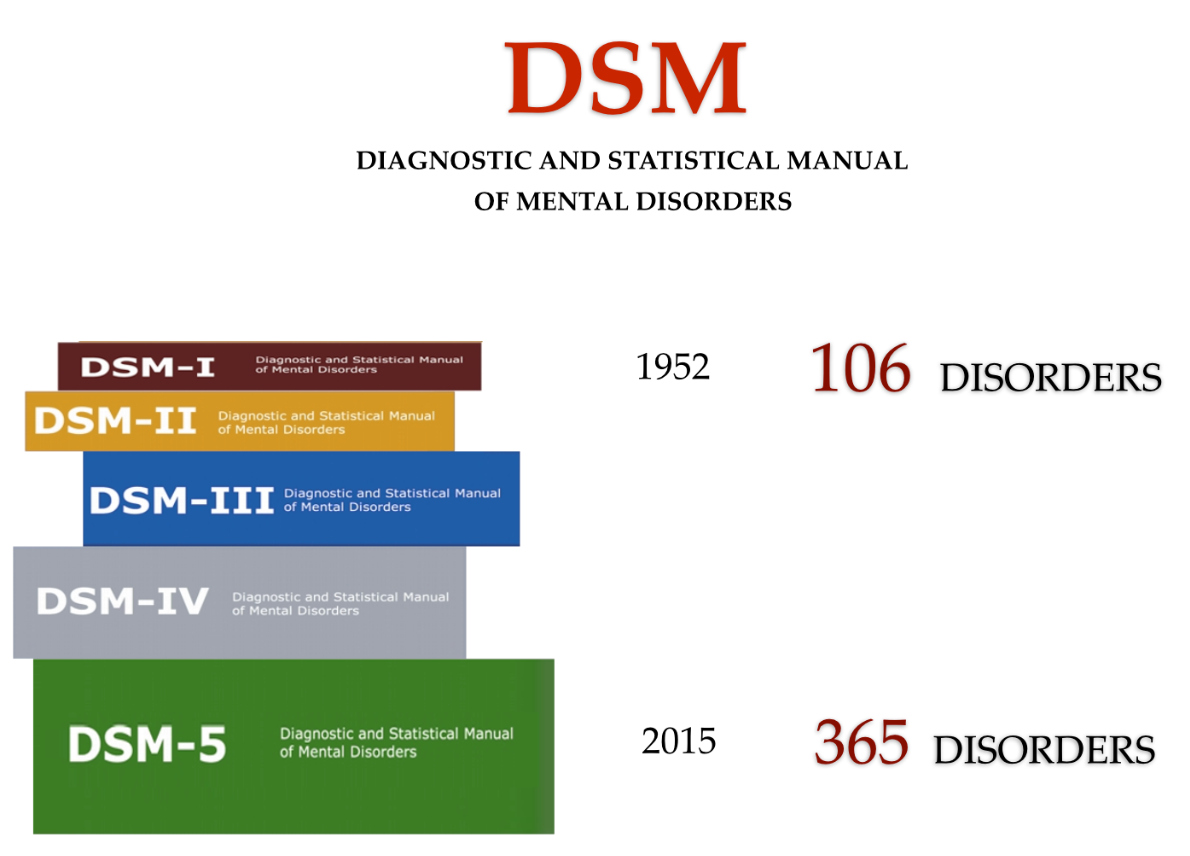 DSM
DIAGNOSTIC AND STATISTICAL MANUAL
OF MENTAL DISORDERS
DSM-I Diagnostic and Statistical Manual
of Mental Disorders
1952 106 DISORDERS
DSM-II Diagnostic and Statistical Manual
of Mental Disorders
DSM-III Diagnostic and Statistical Manual
of Mental Disorders
DSM-IV Diagnostic and Statistical Manual
of Mental Disorders
DSM-5 Diagnostic and Statistical Manual
of Mental Disorders
2015 365 DISORDERS